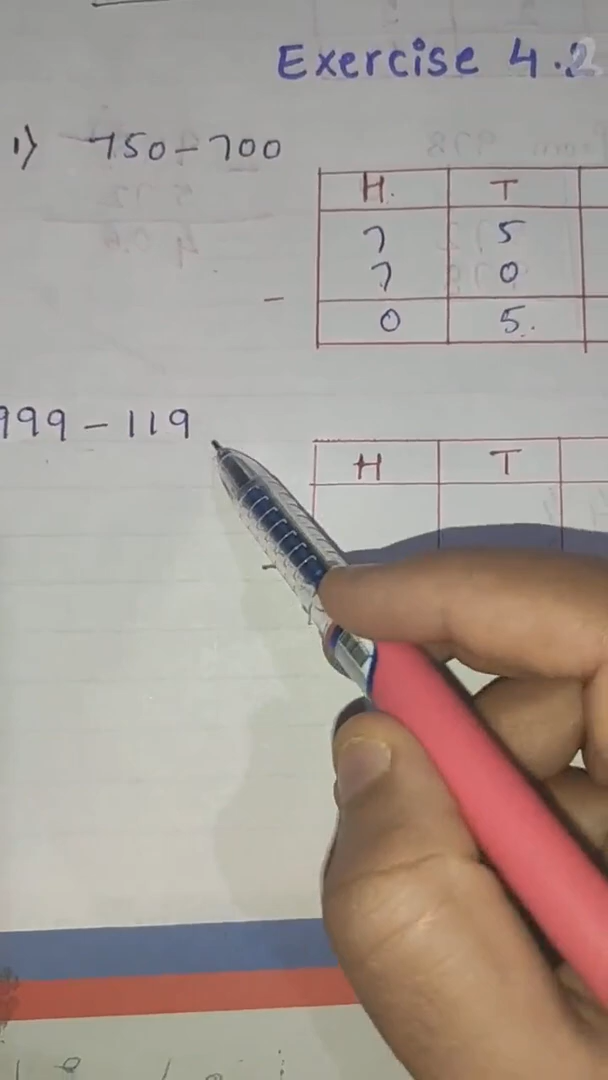 Exercise 4.2
1) 750-700
H. T
7 5
7 0
-
0 5.
999-119
H T